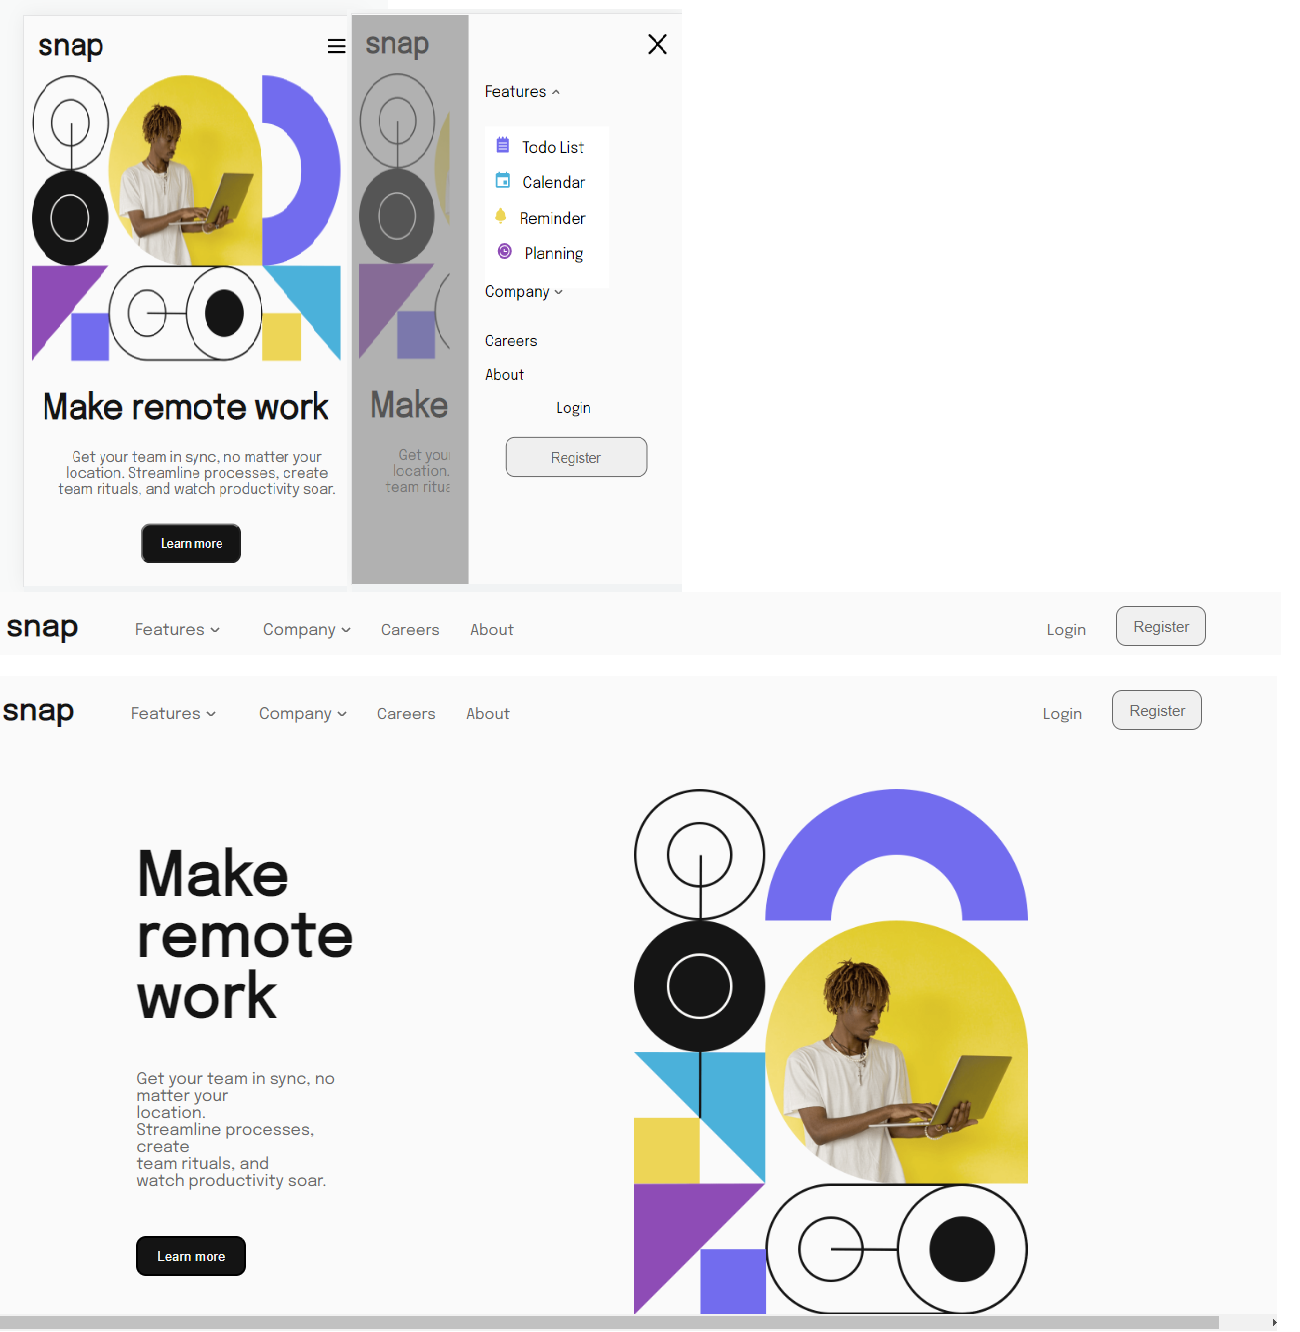 snap
Make remote work
Get your team in sync, no matter your
location. Streamline processes, create
team rituals, and watch productivity soar.
Learn more
snap
Make
Get you
location.
team ritua
Features
Todo List
Calendar
Reminder
Planning
Company
Careers
About
Login
Register
snap Features Company Careers About Login Register
snap Features Company Careers About Login Register
Make
remote
work
Get your team in sync, no
matter your
location.
Streamline processes,
create
team rituals, and
watch productivity soar.
Learn more